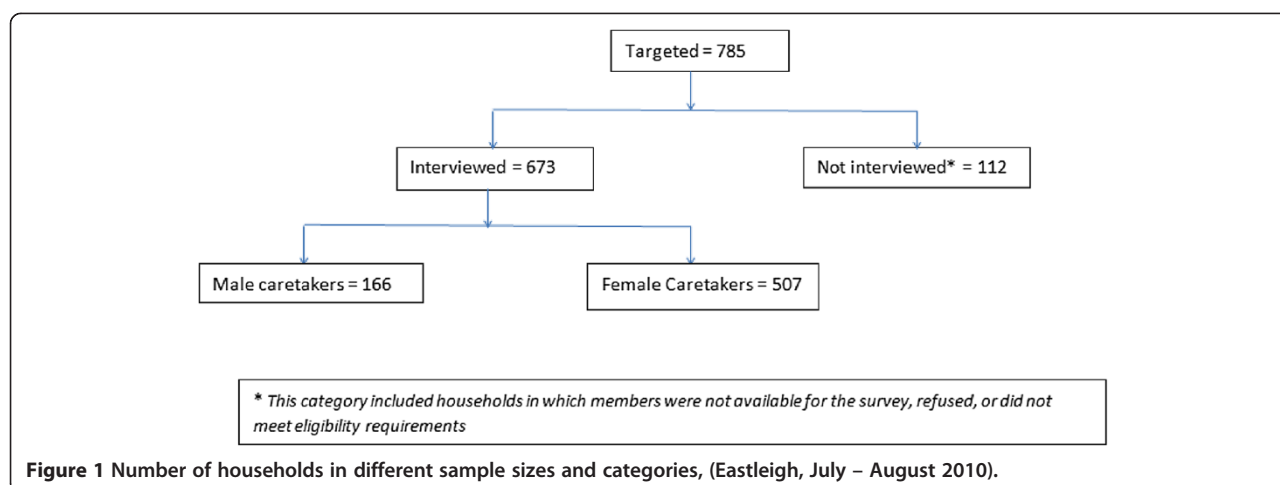 Targeted = 785
Interviewed = 673
Not interviewed* = 112
Male caretakers = 166
Female Caretakers = 507
* This category included households in which members were not available for the survey, refused, or did not
meet eligibility requirements
Figure 1 Number of households in different sample sizes and categories, (Eastleigh, July – August 2010).